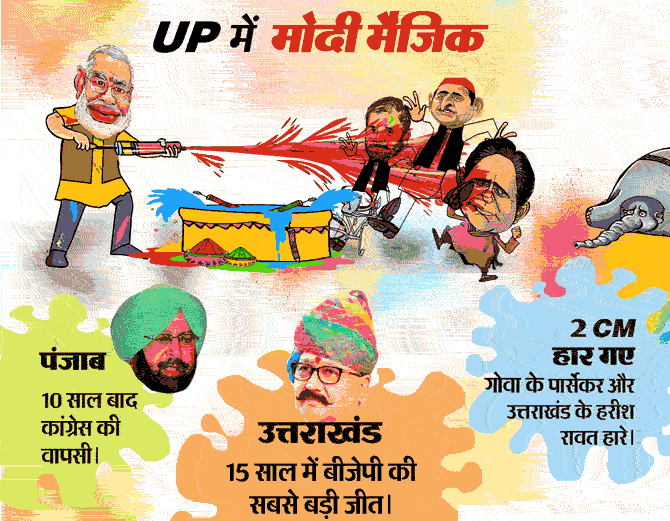 UP में मोदी मैजिक
पंजाब
10 साल बाद
कांग्रेस की
वापसी।
उत्तराखंड
15 साल में बीजेपी की
सबसे बड़ी जीत।
2 CM
हार गए
गोवा के पार्सेकर और
उत्तराखंड के हरीश
रावत हारे।